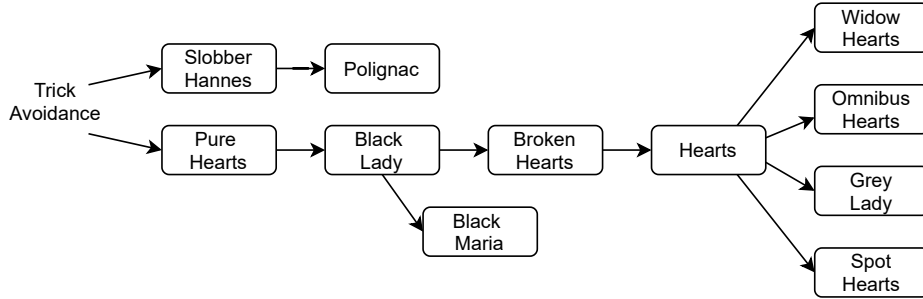 Trick
Avoidance
Slobber
Hannes
Polignac
Pure
Hearts
Black
Lady
Black
Maria
Broken
Hearts
Hearts
Widow
Hearts
Omnibus
Hearts
Grey
Lady
Spot
Hearts